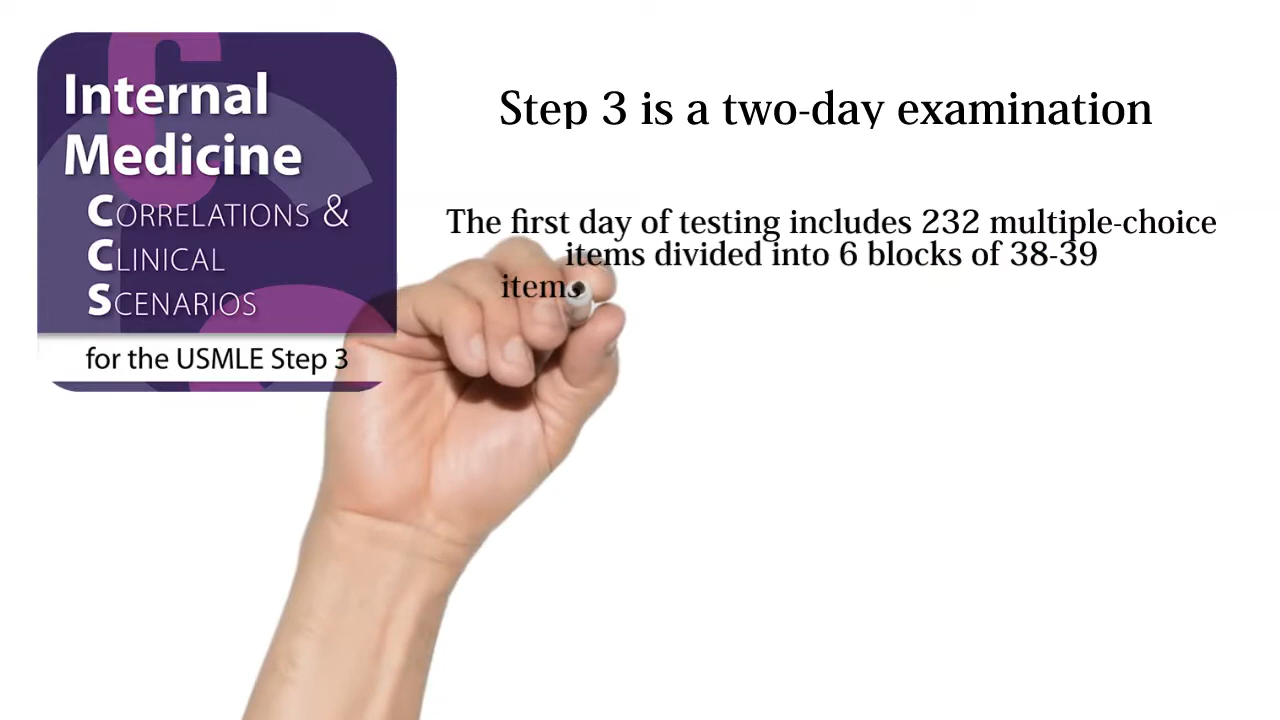 Internal
Medicine
CORRELATIONS &
CLINICAL
SCENARIOS
for the USMLE Step 3
Step 3 is a two-day examination
The first day of testing includes 232 multiple-choice
items divided into 6 blocks of 38-39
items